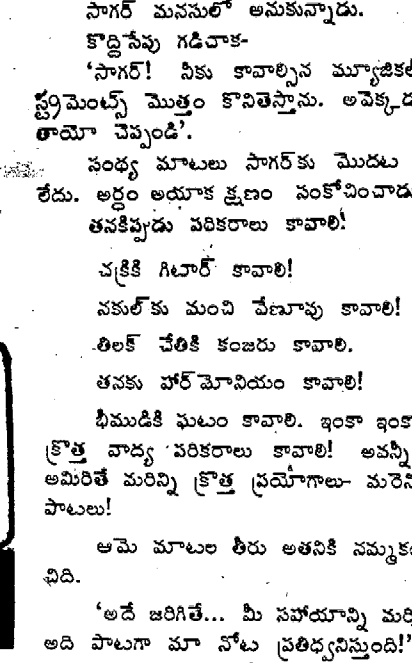 సాగర్ మనసులో అనుకున్నాడు.
కొద్దిసేపు గడిచాక-
'సాగర్! నీకు కావాల్సిన మ్యూజికల్
స్ట్రుమెంట్స్ మొత్తం కొనితెస్తాను. అవెక్కడ
తాయో చెప్పండి'.
సంధ్య మాటలు సాగర్‌కు మొదట
లేదు. అర్ధం అయాక క్షణం సంకోచించాడు
తనకిప్పుడు పరికరాలు కావాలి!
చక్రికి గిటార్ కావాలి!
నకుల్‌కు మంచి వేణువు కావాలి!
తిలక్ చేతికి కంజరు కావాలి.
తనకు హార్‌మోనియం కావాలి!
భీముడికి ఘటం కావాలి. ఇంకా ఇంకా
క్రొత్త వాద్య పరికరాలు కావాలి! అవన్నీ
అమిరితే మరిన్ని క్రొత్త ప్రయోగాలు- మరెన్
పాటలు!
ఆమె మాటల తీరు అతనికి నమ్మక
చిది.
'అదే జరిగితే... మీ సహాయాన్ని మర
అది పాటగా మా నోట ప్రతిధ్వనిస్తుంది!'